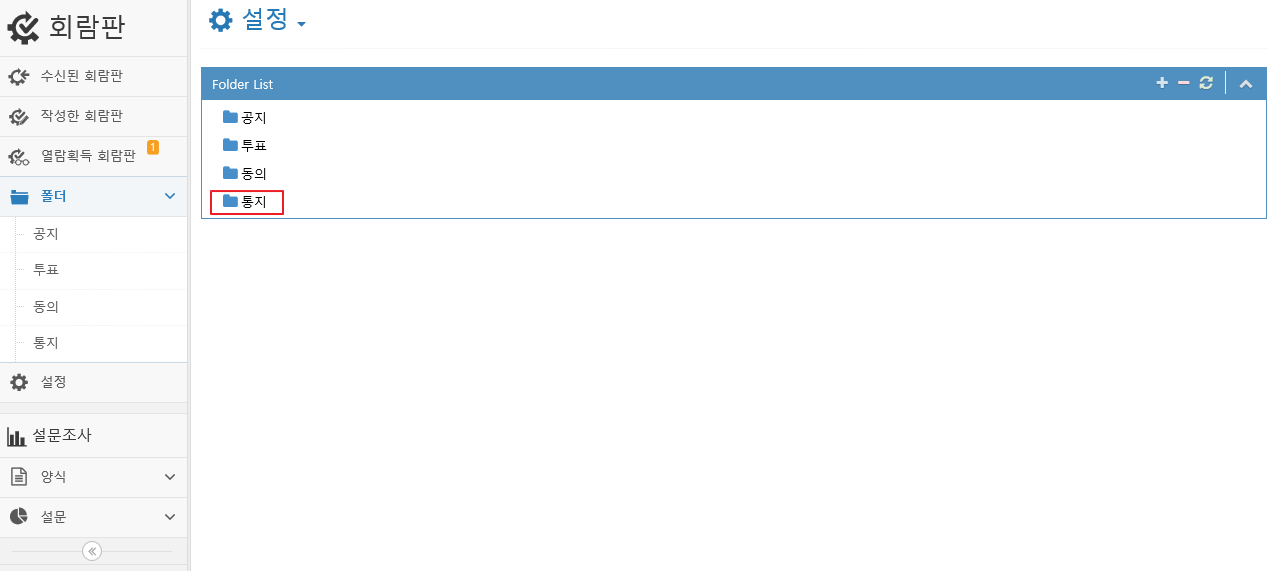 회람판
수신된 회람판
작성한 회람판
열람획득 회람판 1
폴더
공지
투표
동의
통지
설정
설문조사
양식
설문
설정
Folder List
공지
투표
동의
통지